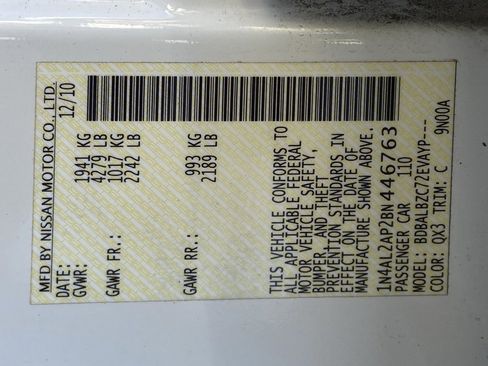 MFD BY NISSAN MOTOR CO., LTD.
DATE: 12/10
GVWR: 1941 KG
4279 LB
GAWR FR.: 1017 KG
2242 LB
GAWR RR.: 993 KG
2189 LB
THIS VEHICLE CONFORMS TO
ALL APPLICABLE FEDERAL
MOTOR VEHICLE SAFETY,
BUMPER, AND THEFT
PREVENTION STANDARDS IN
EFFECT ON THE DATE OF
MANUFACTURE SHOWN ABOVE.
1N4AL2AP2BN446763
PASSENGER CAR 110
MODEL: BDBALBZC72EVAYP----
COLOR: QX3 TRIM: C 9N00A